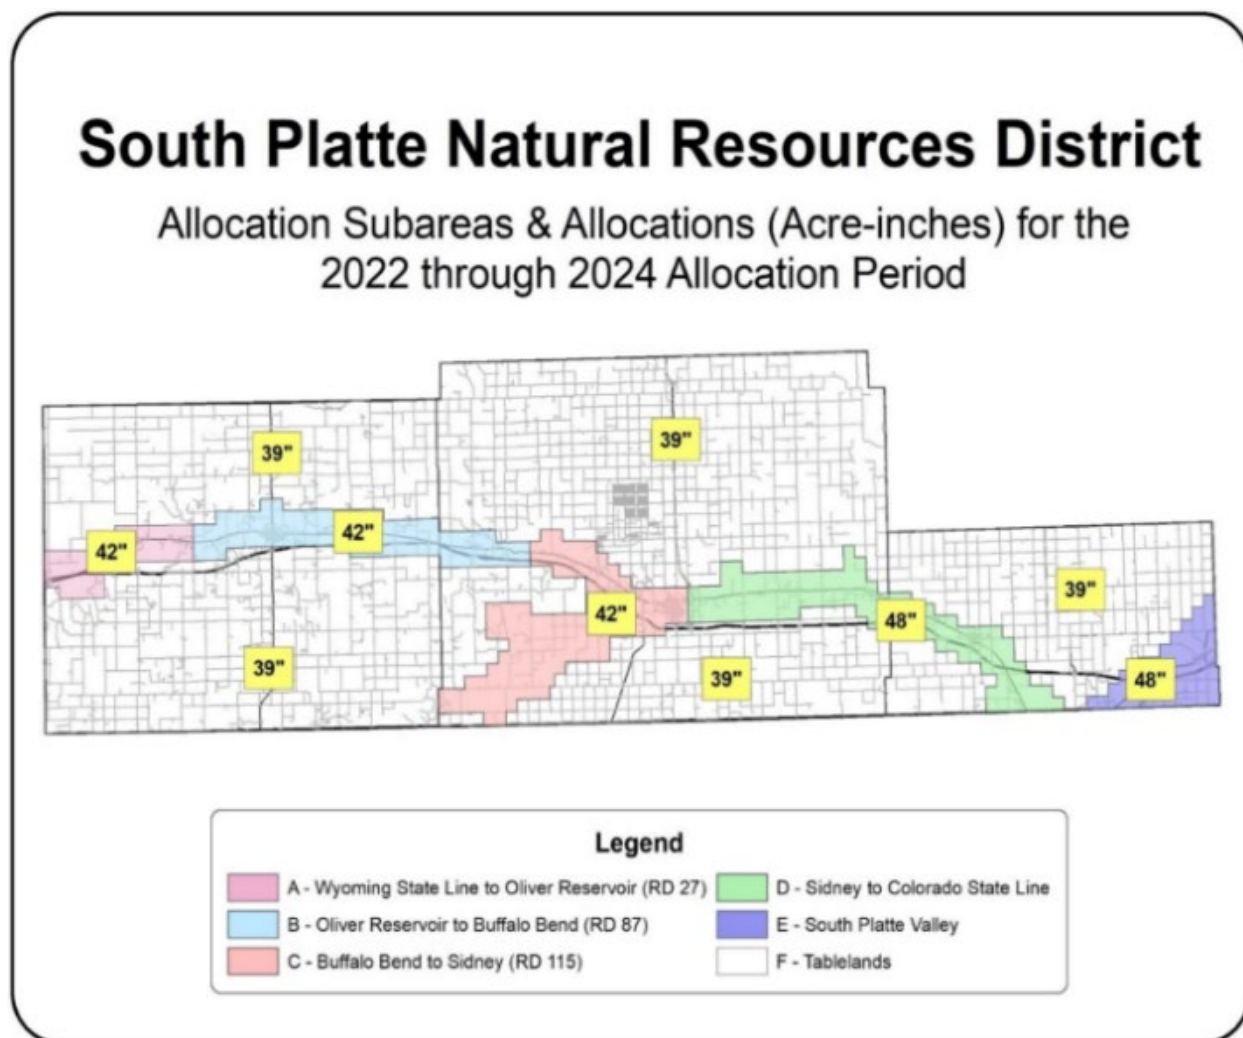 South Platte Natural Resources District
Allocation Subareas & Allocations (Acre-inches) for the
2022 through 2024 Allocation Period
39"
39"
42"
42"
42"
48"
39"
39"
39"
48"
Legend
A - Wyoming State Line to Oliver Reservoir (RD 27)
B - Oliver Reservoir to Buffalo Bend (RD 87)
C - Buffalo Bend to Sidney (RD 115)
D - Sidney to Colorado State Line
E - South Platte Valley
F - Tablelands